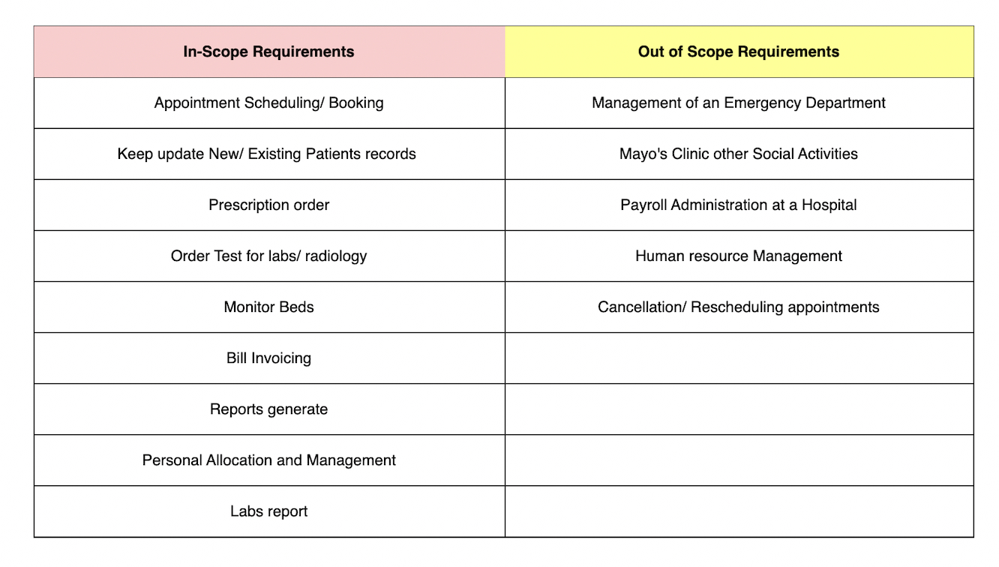 In-Scope Requirements
Out of Scope Requirements
Appointment Scheduling/ Booking
Management of an Emergency Department
Keep update New/ Existing Patients records
Mayo's Clinic other Social Activities
Prescription order
Payroll Administration at a Hospital
Order Test for labs/ radiology
Human resource Management
Monitor Beds
Cancellation/ Rescheduling appointments
Bill Invoicing
Reports generate
Personal Allocation and Management
Labs report